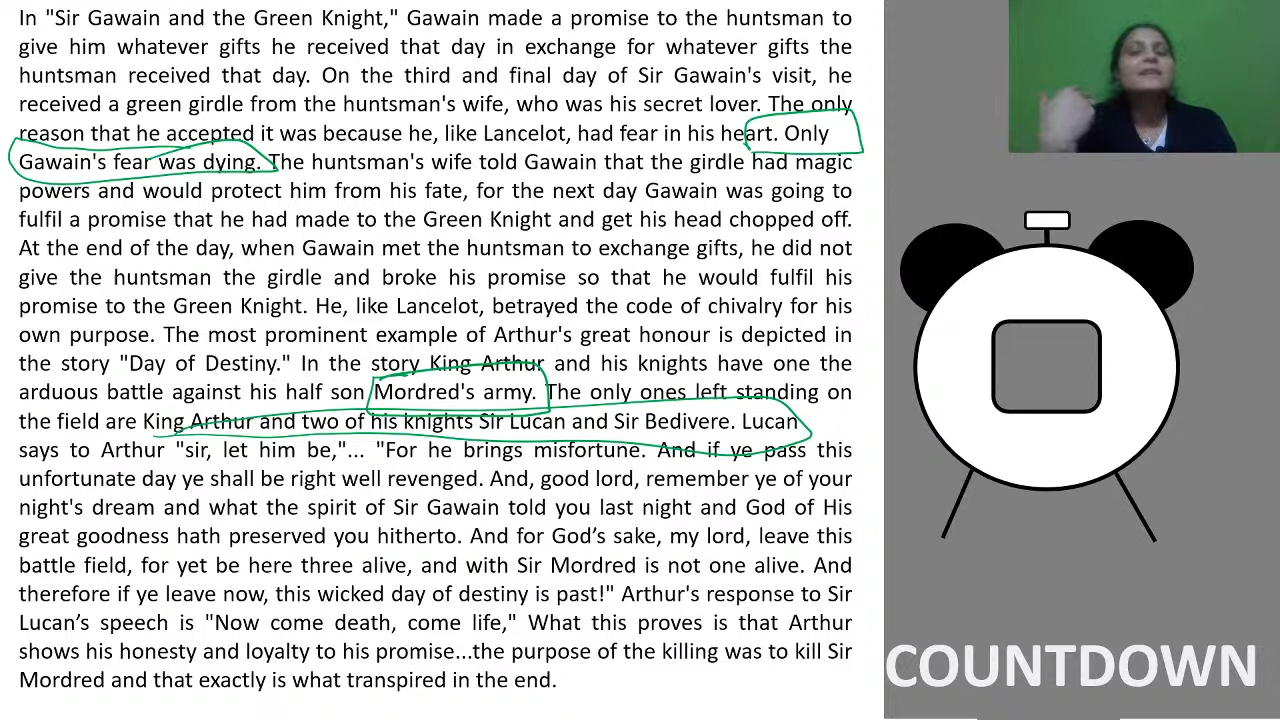 In "Sir Gawain and the Green Knight," Gawain made a promise to the huntsman to
give him whatever gifts he received that day in exchange for whatever gifts the
huntsman received that day. On the third and final day of Sir Gawain's visit, he
received a green girdle from the huntsman's wife, who was his secret lover. The only
reason that he accepted it was because he, like Lancelot, had fear in his heart. Only
Gawain's fear was dying. The huntsman's wife told Gawain that the girdle had magic
powers and would protect him from his fate, for the next day Gawain was going to
fulfil a promise that he had made to the Green Knight and get his head chopped off.
At the end of the day, when Gawain met the huntsman to exchange gifts, he did not
give the huntsman the girdle and broke his promise so that he would fulfil his
promise to the Green Knight. He, like Lancelot, betrayed the code of chivalry for his
own purpose. The most prominent example of Arthur's great honour is depicted in
the story "Day of Destiny." In the story King Arthur and his knights have one the
arduous battle against his half son Mordred's army. The only ones left standing on
the field are King Arthur and two of his knights Sir Lucan and Sir Bedivere. Lucan
says to Arthur "sir, let him be,"... "For he brings misfortune. And if ye pass this
unfortunate day ye shall be right well revenged. And, good lord, remember ye of your
night's dream and what the spirit of Sir Gawain told you last night and God of His
great goodness hath preserved you hitherto. And for God’s sake, my lord, leave this
battle field, for yet be here three alive, and with Sir Mordred is not one alive. And
therefore if ye leave now, this wicked day of destiny is past!" Arthur's response to Sir
Lucan’s speech is "Now come death, come life," What this proves is that Arthur
shows his honesty and loyalty to his promise...the purpose of the killing was to kill Sir
Mordred and that exactly is what transpired in the end.
COUNTDOWN